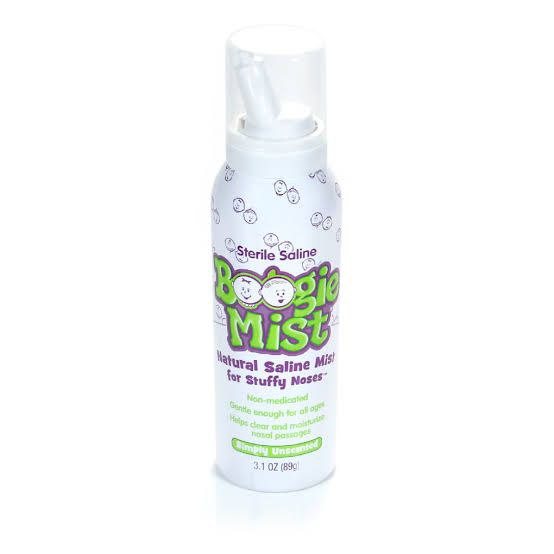 Sterile Saline
Boogie
Mist
Natural Saline Mist
for Stuffy Noses™
Non-medicated
Gentle enough for all ages
Helps clear and moisturize
nasal passages
Simply Unscented
3.1 OZ (89g)